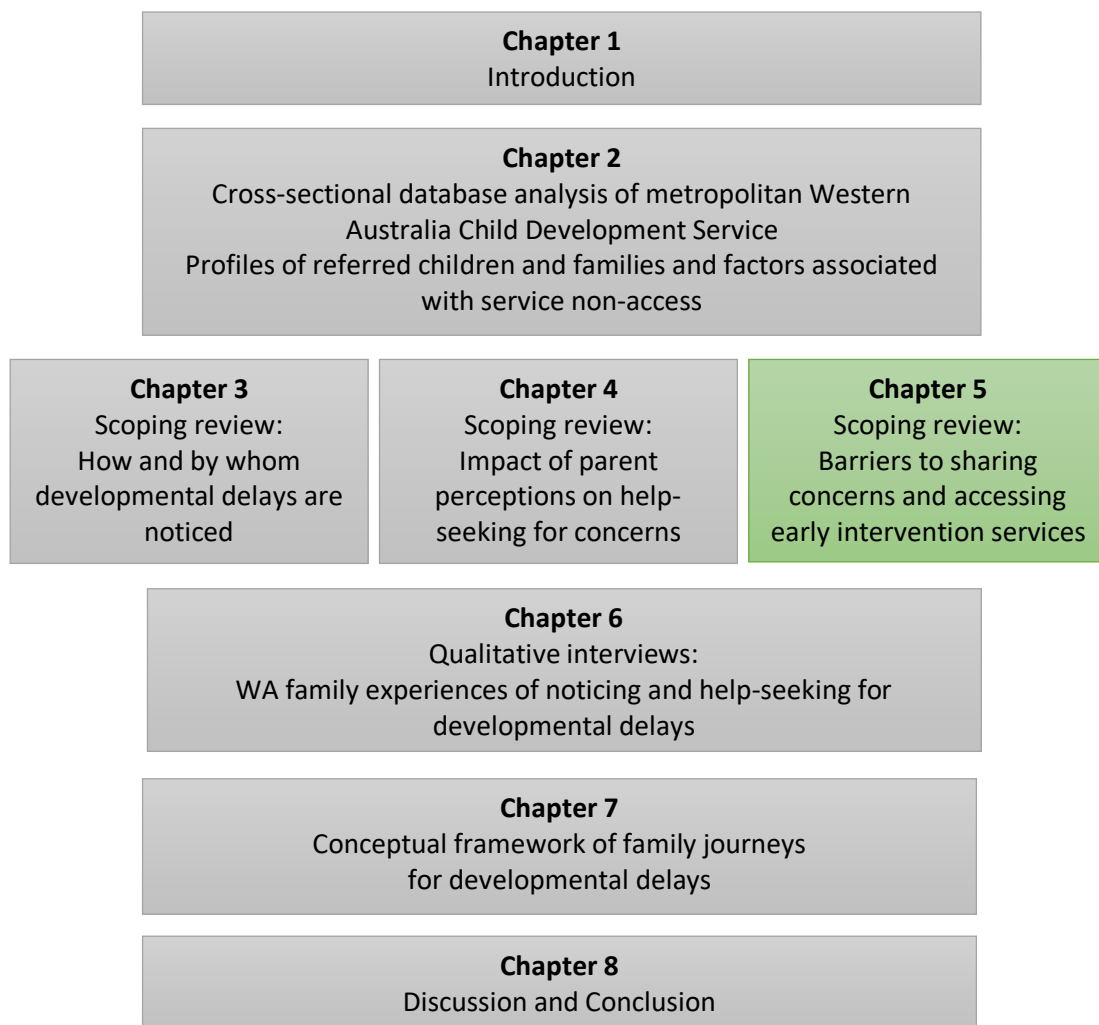 Chapter 1
Introduction
Chapter 2
Cross-sectional database analysis of metropolitan Western
Australia Child Development Service
Profiles of referred children and families and factors associated
with service non-access
Chapter 3
Scoping review:
How and by whom
developmental delays are
noticed
Chapter 4
Scoping review:
Impact of parent
perceptions on help-
seeking for concerns
Chapter 5
Scoping review:
Barriers to sharing
concerns and accessing
early intervention services
Chapter 6
Qualitative interviews:
WA family experiences of noticing and help-seeking for
developmental delays
Chapter 7
Conceptual framework of family journeys
for developmental delays
Chapter 8
Discussion and Conclusion